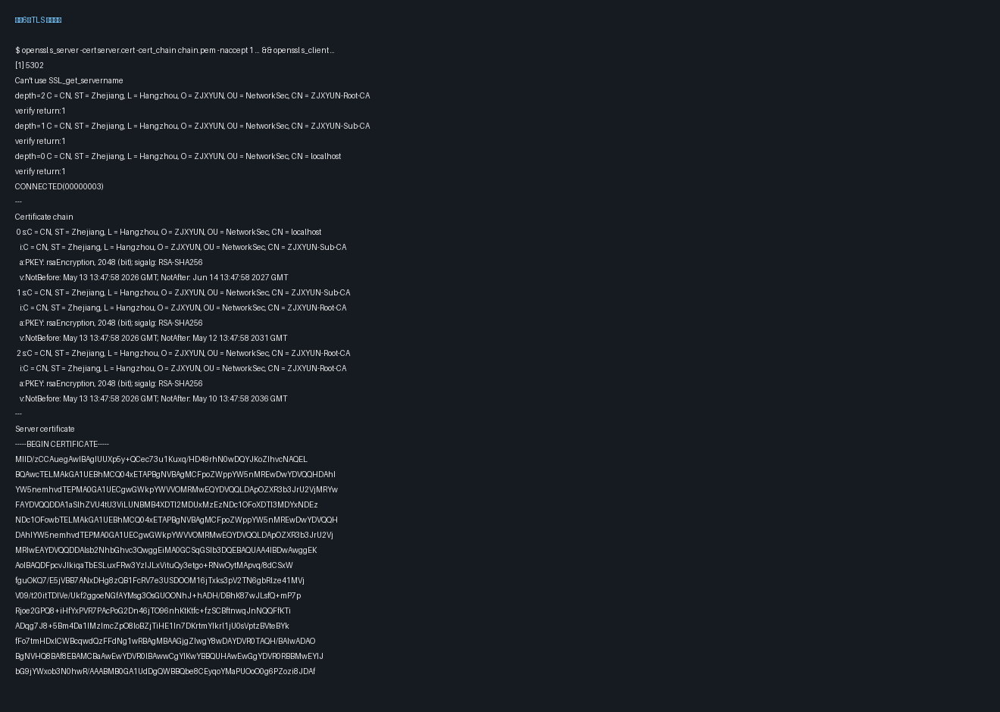 6 TLS
$ openssl s_server -cert server.cert -cert_chain chain.pem -naccept 1 ... && openssl s_client ...
[1] 5302
Can't use SSL_get_servername
depth=2 C = CN, ST = Zhejiang, L = Hangzhou, O = ZJXYUN, OU = NetworkSec, CN = ZJXYUN-Root-CA
verify return:1
depth=1 C = CN, ST = Zhejiang, L = Hangzhou, O = ZJXYUN, OU = NetworkSec, CN = ZJXYUN-Sub-CA
verify return:1
depth=0 C = CN, ST = Zhejiang, L = Hangzhou, O = ZJXYUN, OU = NetworkSec, CN = localhost
verify return:1
CONNECTED(00000003)
---
Certificate chain
0 s:C = CN, ST = Zhejiang, L = Hangzhou, O = ZJXYUN, OU = NetworkSec, CN = localhost
i:C = CN, ST = Zhejiang, L = Hangzhou, O = ZJXYUN, OU = NetworkSec, CN = ZJXYUN-Sub-CA
a:PKEY: rsaEncryption, 2048 (bit); sigalg: RSA-SHA256
v:NotBefore: May 13 13:47:58 2026 GMT; NotAfter: Jun 14 13:47:58 2027 GMT
1 s:C = CN, ST = Zhejiang, L = Hangzhou, O = ZJXYUN, OU = NetworkSec, CN = ZJXYUN-Sub-CA
i:C = CN, ST = Zhejiang, L = Hangzhou, O = ZJXYUN, OU = NetworkSec, CN = ZJXYUN-Root-CA
a:PKEY: rsaEncryption, 2048 (bit); sigalg: RSA-SHA256
v:NotBefore: May 13 13:47:58 2026 GMT; NotAfter: May 12 13:47:58 2031 GMT
2 s:C = CN, ST = Zhejiang, L = Hangzhou, O = ZJXYUN, OU = NetworkSec, CN = ZJXYUN-Root-CA
i:C = CN, ST = Zhejiang, L = Hangzhou, O = ZJXYUN, OU = NetworkSec, CN = ZJXYUN-Root-CA
a:PKEY: rsaEncryption, 2048 (bit); sigalg: RSA-SHA256
v:NotBefore: May 13 13:47:58 2026 GMT; NotAfter: May 10 13:47:58 2036 GMT
---
Server certificate
-----BEGIN CERTIFICATE-----
MIID/zCCAuegAwIBAgIUUXp5y+QCec73u1Kuxq/HD49rhN0wDQYJKoZIhvcNAQEL
BQAwcTELMAkGA1UEBhMCQ04xETAPBgNVBAgMCFpoZWppYW5nMREwDwYDVQQHDAhI
YW5nemhvdTEPMA0GA1UECgwGWkpYWVVOMRMwEQYDVQQLDApOZXR3b3JrU2VjMRYw
FAYDVQQDDA1aSlhZVU4tU3ViLUNBMB4XDTI2MDUxMzEzNDc1OFoXDTI3MDYxNDEz
NDc1OFowbTELMAkGA1UEBhMCQ04xETAPBgNVBAgMCFpoZWppYW5nMREwDwYDVQQH
DAhIYW5nemhvdTEPMA0GA1UECgwGWkpYWVVOMRMwEQYDVQQLDApOZXR3b3JrU2Vj
MRIwEAYDVQQDDAlsb2NhbGhvc3QwggEiMA0GCSqGSIb3DQEBAQUAA4IBDwAwggEK
AoIBAQDFpcvJIkiqaTbESLuxFRw3YzIJLxVituQy3etgo+RNwOytMApvq/8dCSxW
fguOKQ7/E5jVBB7ANxDHg8zQB1FcRV7e3USDOOM16jTxks3pV2TN6gbRlze41MVj
V09/t20itTDIVe/Ukf2ggoeNGfAYMsg3OsGUOONhJ+hADH/DBhK87wJLsfQ+mP7p
Rjoe2GPQ8+iHfYxPVR7PAcPoG2Dn46jTO96nhKtKtfc+fzSCBftnwqJnNQQFfKTi
ADqg7J8+5Bm4Da1IMzImcZpO8IoBZjTiHE1In7DKrtmYIkrl1jU0sVptzBVteBYk
fFo7tmHDxlCWBcqwdQzFFdNg1wRBAgMBAAGjgZIwgY8wDAYDVR0TAQH/BAIwADAO
BgNVHQ8BAf8EBAMCBaAwEwYDVR0lBAwwCgYIKwYBBQUHAwEwGgYDVR0RBBMwEYIJ
bG9jYWxob3N0hwR/AAABMB0GA1UdDgQWBBQbe8CEyqoYMaPUOoO0g6PZozi8JDAf